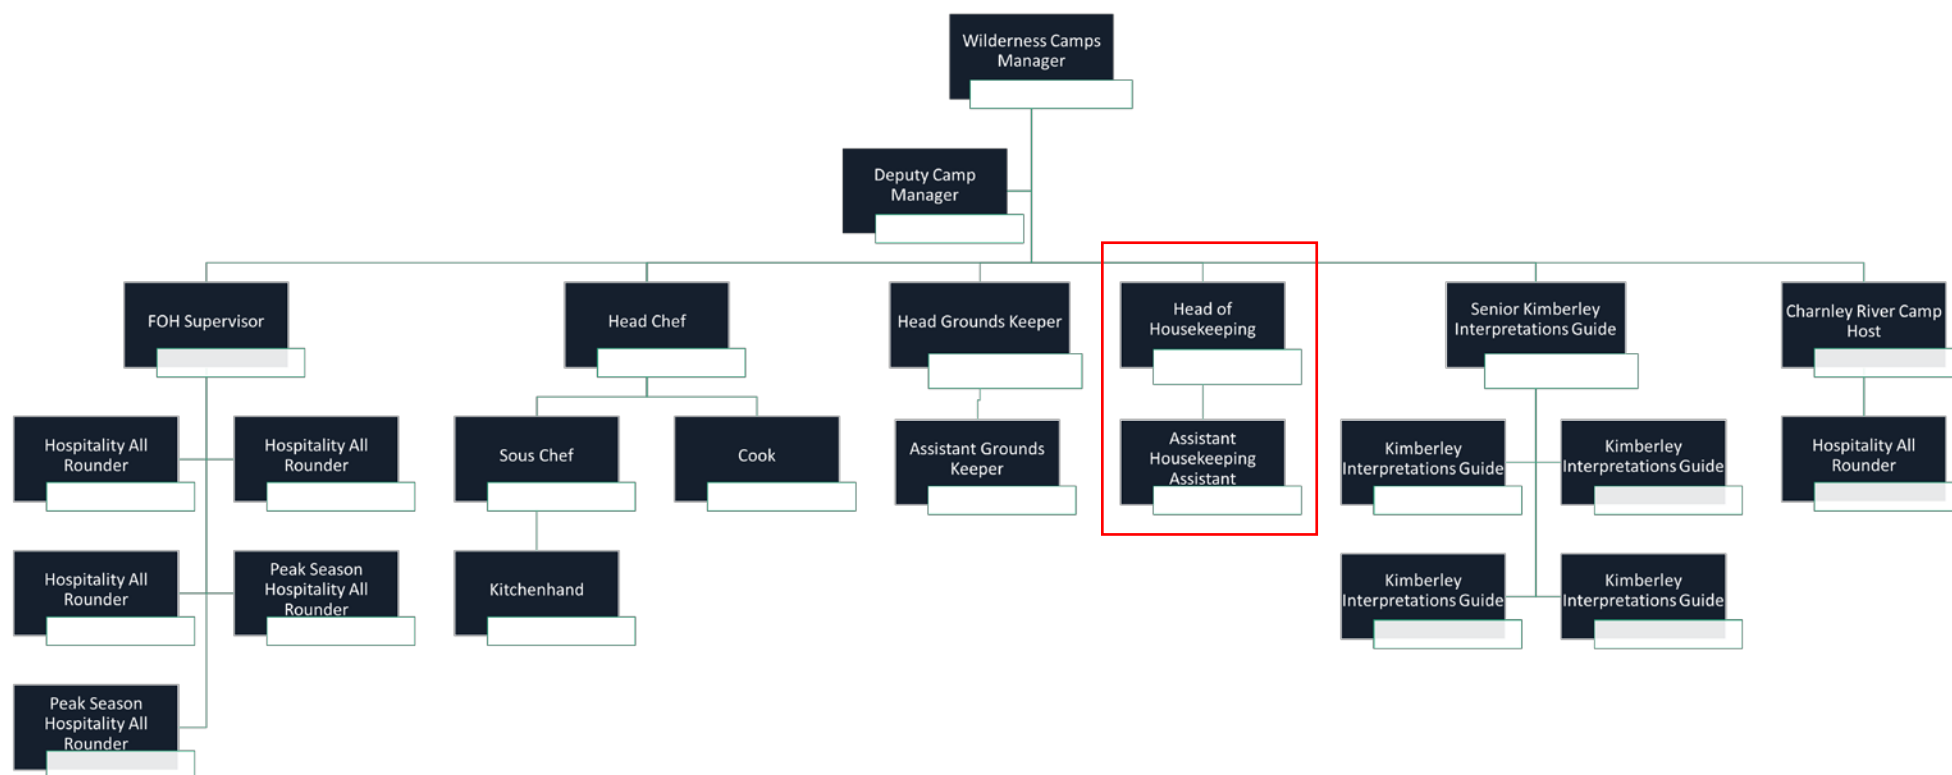 Wilderness Camps
Manager
Deputy Camp
Manager
FOH Supervisor
Head Chef
Head Grounds Keeper
Head of
Housekeeping
Senior Kimberley
Interpretations Guide
Charnley River Camp
Host
Hospitality All
Rounder
Hospitality All
Rounder
Sous Chef
Cook
Assistant Grounds
Keeper
Assistant
Housekeeping
Assistant
Kimberley
Interpretations Guide
Kimberley
Interpretations Guide
Hospitality All
Rounder
Hospitality All
Rounder
Peak Season
Hospitality All
Rounder
Kitchenhand
Kimberley
Interpretations Guide
Kimberley
Interpretations Guide
Peak Season
Hospitality All
Rounder